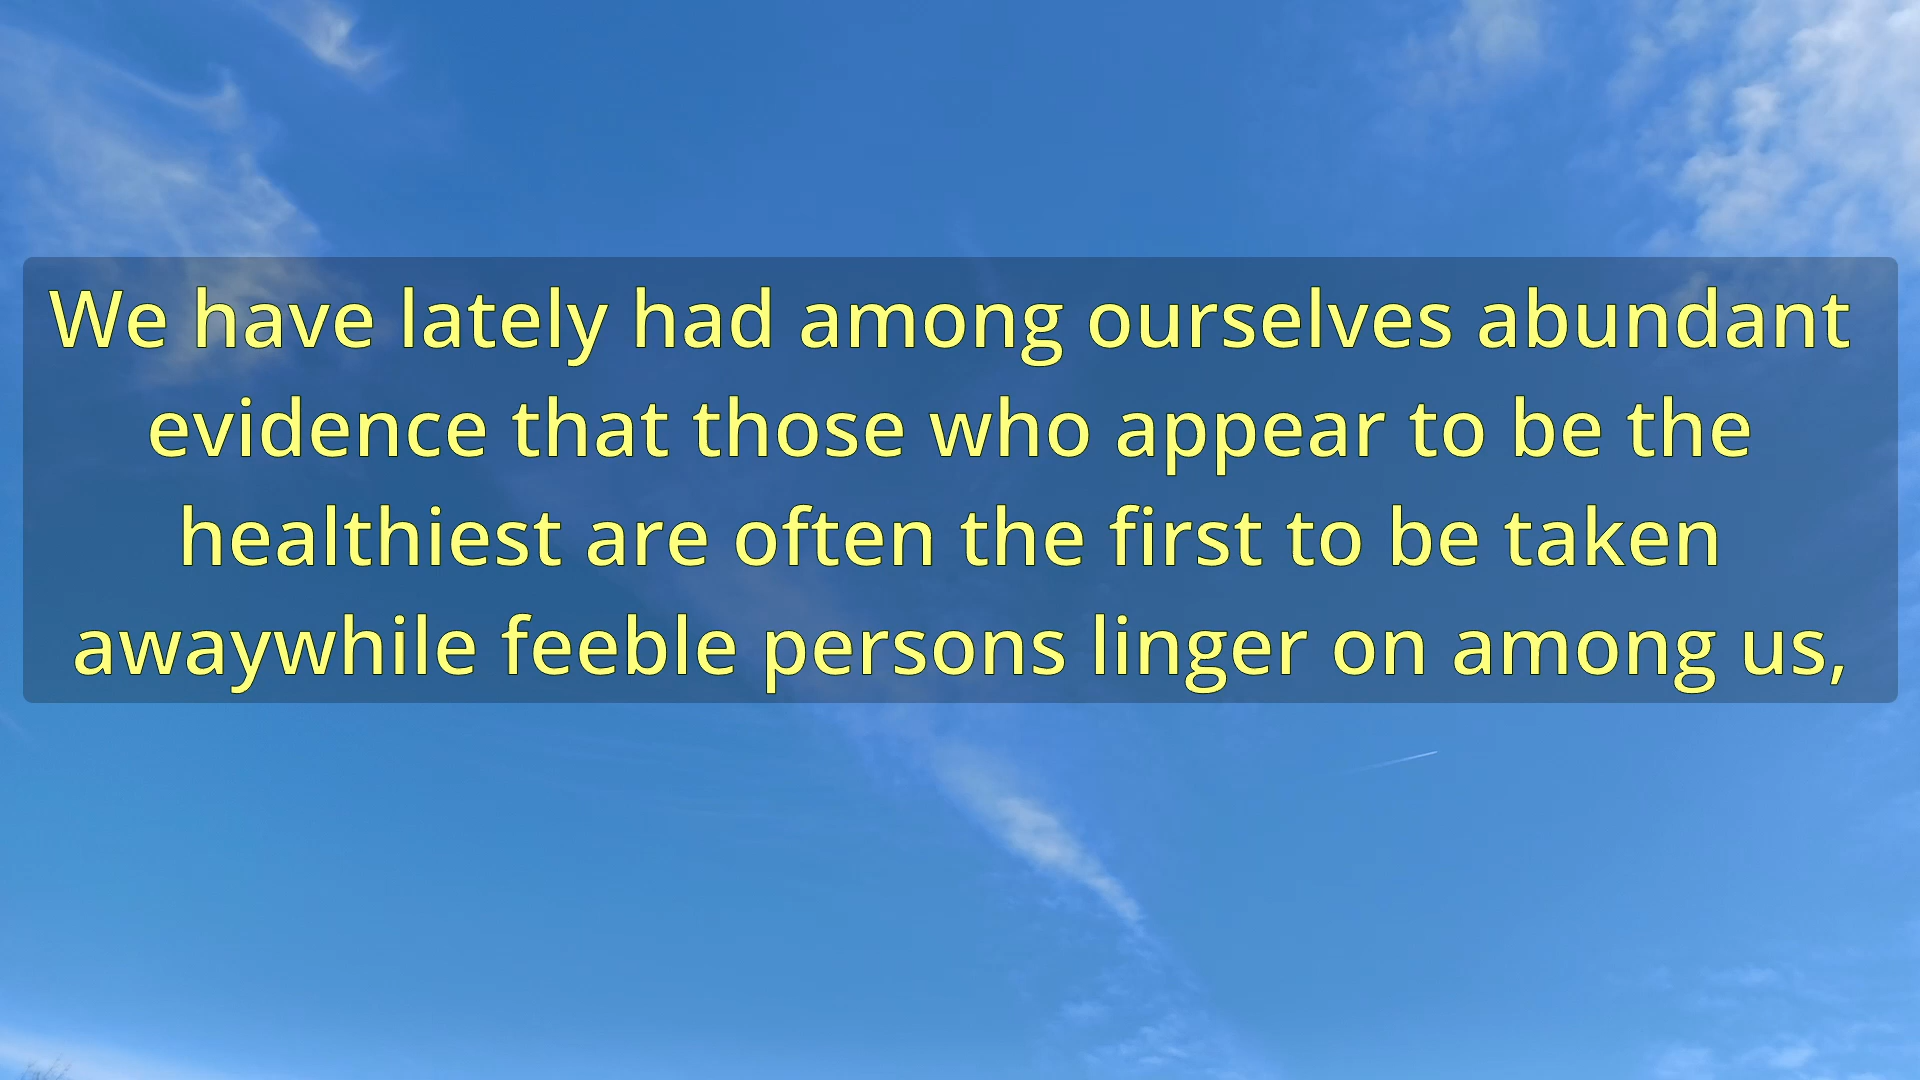 We have lately had among ourselves abundant
evidence that those who appear to be the
healthiest are often the first to be taken
awaywhile feeble persons linger on among us,